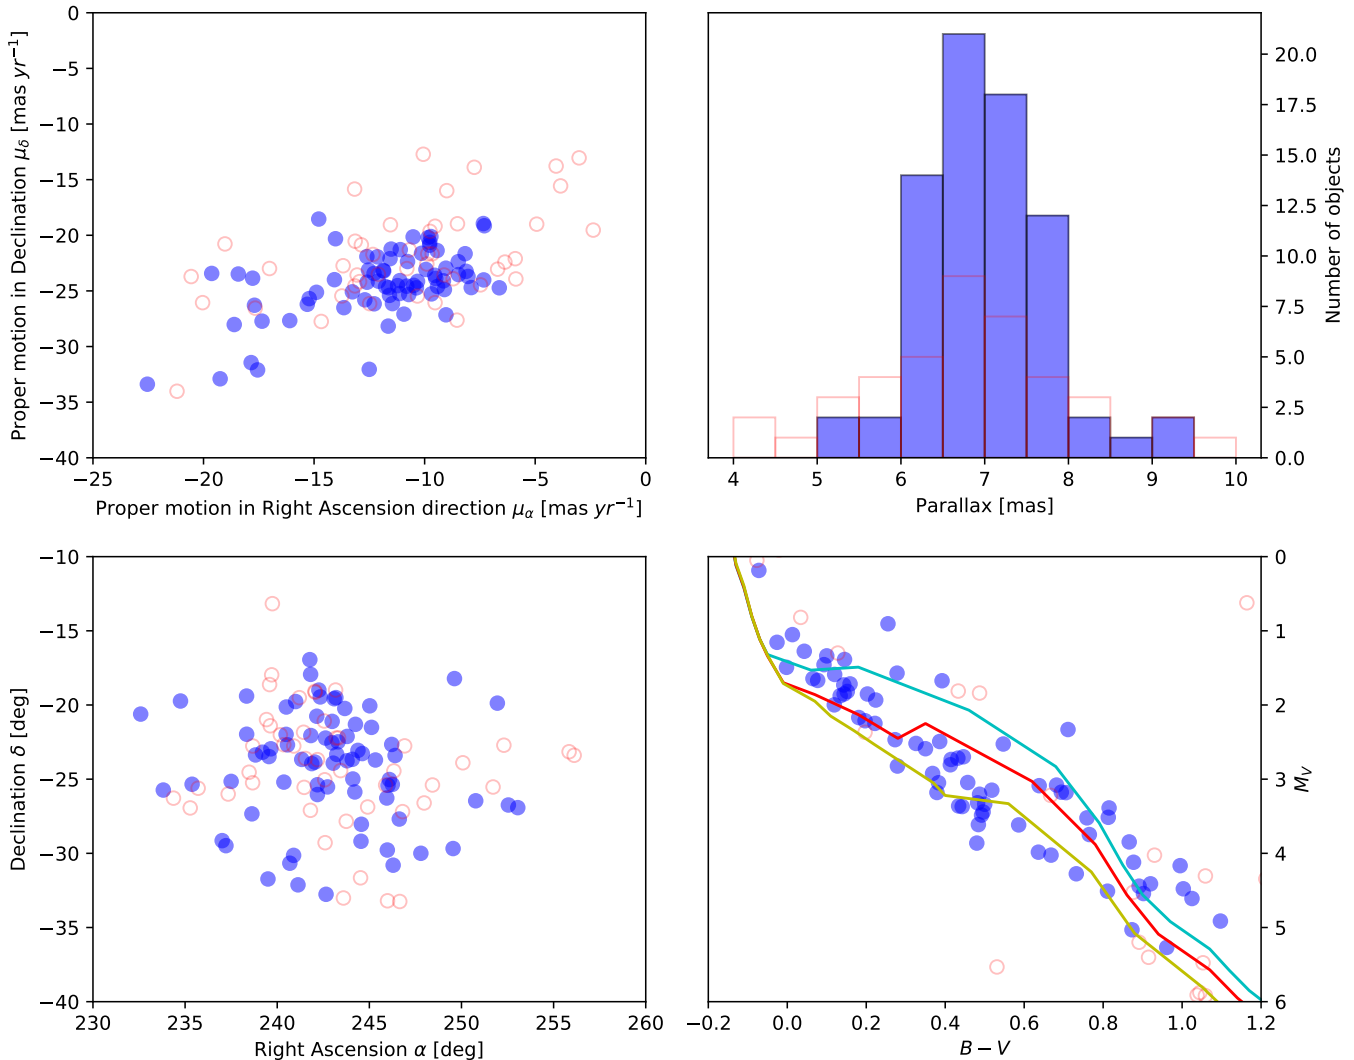 0
−5
−10
−15
−20
−25
−30
−35
−40
Proper motion in Declination μ_δ [mas yr⁻¹]
−25 −20 −15 −10 −5 0
Proper motion in Right Ascension direction μ_α [mas yr⁻¹]
20.0
17.5
15.0
12.5
10.0
7.5
5.0
2.5
0.0
Number of objects
4 5 6 7 8 9 10
Parallax [mas]
−10
−15
−20
−25
−30
−35
−40
Declination δ [deg]
230 235 240 245 250 255 260
Right Ascension α [deg]
0
1
2
3
4
5
6
M_V
−0.2 0.0 0.2 0.4 0.6 0.8 1.0 1.2
B − V